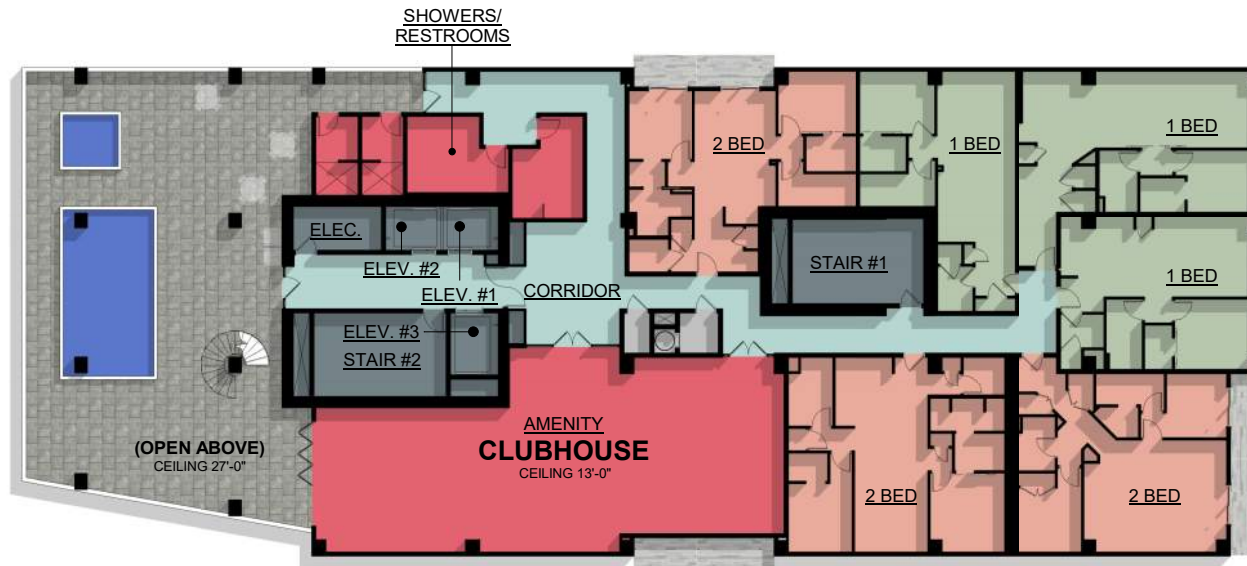 SHOWERS/
RESTROOMS
2 BED
1 BED
1 BED
ELEC.
ELEV. #2
ELEV. #1
CORRIDOR
STAIR #1
1 BED
ELEV. #3
STAIR #2
(OPEN ABOVE)
CEILING 27'-0"
AMENITY
CLUBHOUSE
CEILING 13'-0"
2 BED
2 BED